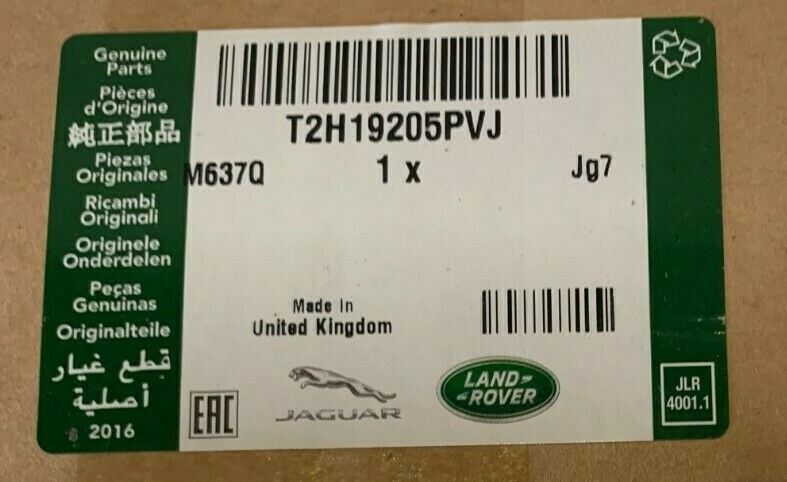 Genuine
Parts
Pièces
d'Origine
純正部品
Piezas
Originales
Ricambi
Originali
Originele
Onderdelen
Peças
Genuinas
Originalteile
قطع غيار
أصلية
2016
T2H19205PVJ
M637Q 1 x Jg7
Made In
United Kingdom
EAC
JAGUAR
LAND-
-ROVER
JLR
4001.1